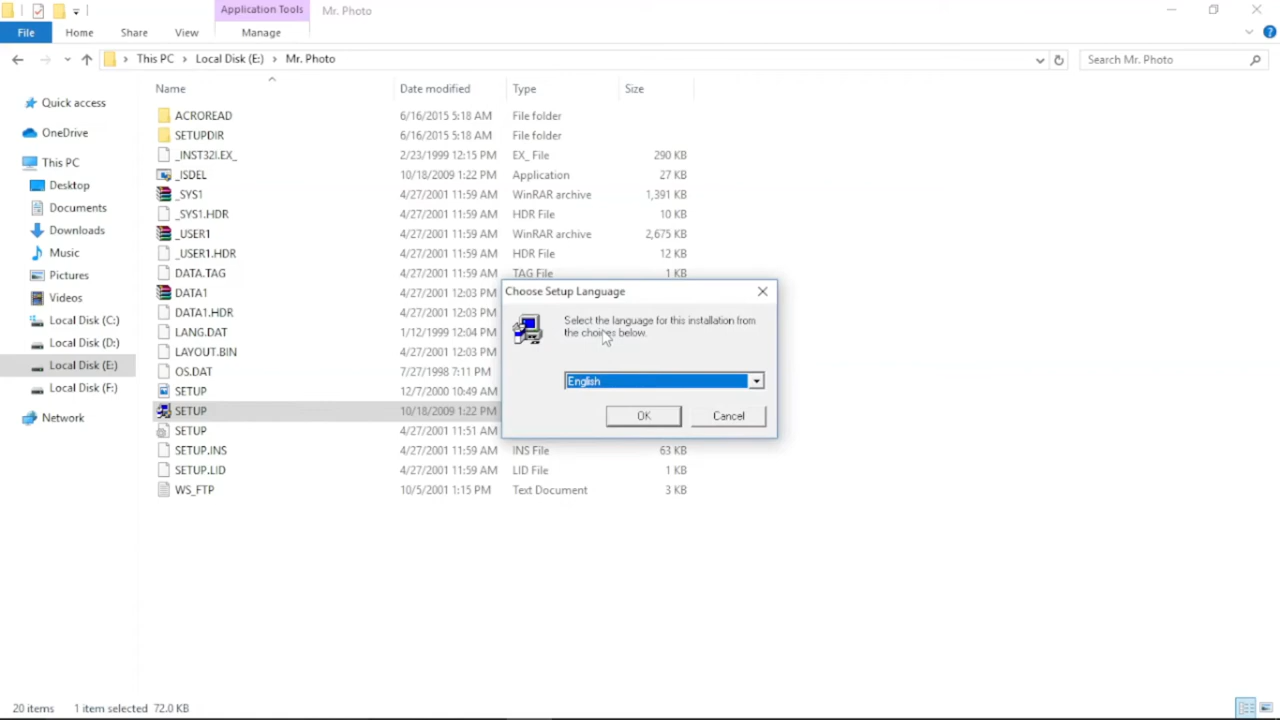 Application Tools Mr. Photo
File Home Share View Manage
This PC Local Disk (E:) Mr. Photo Search Mr. Photo
Quick access
OneDrive
This PC
Desktop
Documents
Downloads
Music
Pictures
Videos
Local Disk (C:)
Local Disk (D:)
Local Disk (E:)
Local Disk (F:)
Network
Name Date modified Type Size
ACROREAD 6/16/2015 5:18 AM File folder
SETUPDIR 6/16/2015 5:18 AM File folder
_INST32I.EX_ 2/23/1999 12:15 PM EX_ File 290 KB
_ISDEL 10/18/2009 1:22 PM Application 27 KB
_SYS1 4/27/2001 11:59 AM WinRAR archive 1,391 KB
_SYS1.HDR 4/27/2001 11:59 AM HDR File 10 KB
_USER1 4/27/2001 11:59 AM WinRAR archive 2,675 KB
_USER1.HDR 4/27/2001 11:59 AM HDR File 12 KB
DATA.TAG 4/27/2001 11:59 AM TAG File 1 KB
DATA1 4/27/2001 12:03 PM
DATA1.HDR 4/27/2001 12:03 PM
LANG.DAT 1/12/1999 12:04 PM
LAYOUT.BIN 4/27/2001 12:03 PM
OS.DAT 7/27/1998 7:11 PM
SETUP 12/7/2000 10:49 AM
SETUP 10/18/2009 1:22 PM
SETUP 4/27/2001 11:51 AM
SETUP.INS 4/27/2001 11:59 AM INS File 63 KB
SETUP.LID 4/27/2001 11:59 AM LID File 1 KB
WS_FTP 10/5/2001 1:15 PM Text Document 3 KB
Choose Setup Language
Select the language for this installation from
the choices below.
English
OK Cancel
20 items 1 item selected 72.0 KB